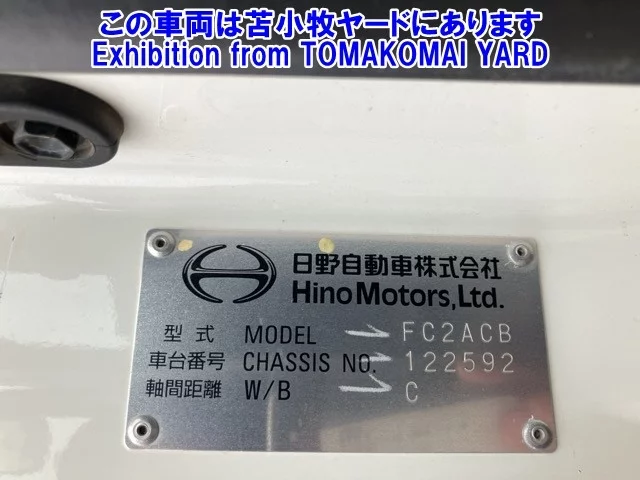 この車両は苫小牧ヤードにあります
Exhibition from TOMAKOMAI YARD
日野自動車株式会社
Hino Motors, Ltd.
型式 MODEL FC2ACB
車台番号 CHASSIS NO. 122592
軸間距離 W/B C